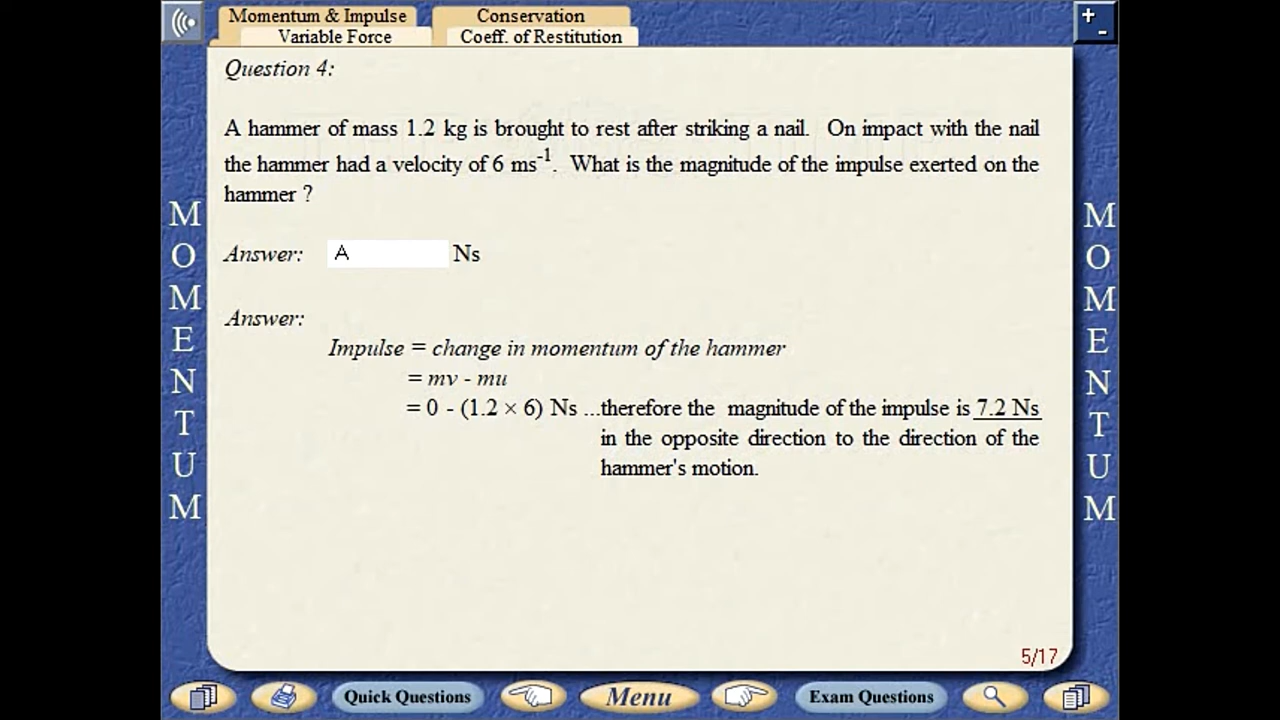 Momentum & Impulse
Conservation
Variable Force
Coeff. of Restitution
+
-
Question 4:
A hammer of mass 1.2 kg is brought to rest after striking a nail. On impact with the nail
the hammer had a velocity of 6 ms⁻¹. What is the magnitude of the impulse exerted on the
hammer ?
Answer: A Ns
Answer:
Impulse = change in momentum of the hammer
= mv - mu
= 0 - (1.2 × 6) Ns ...therefore the magnitude of the impulse is 7.2 Ns
in the opposite direction to the direction of the
hammer's motion.
MOMENTUM
MOMENTUM
5/17
Quick Questions
Menu
Exam Questions